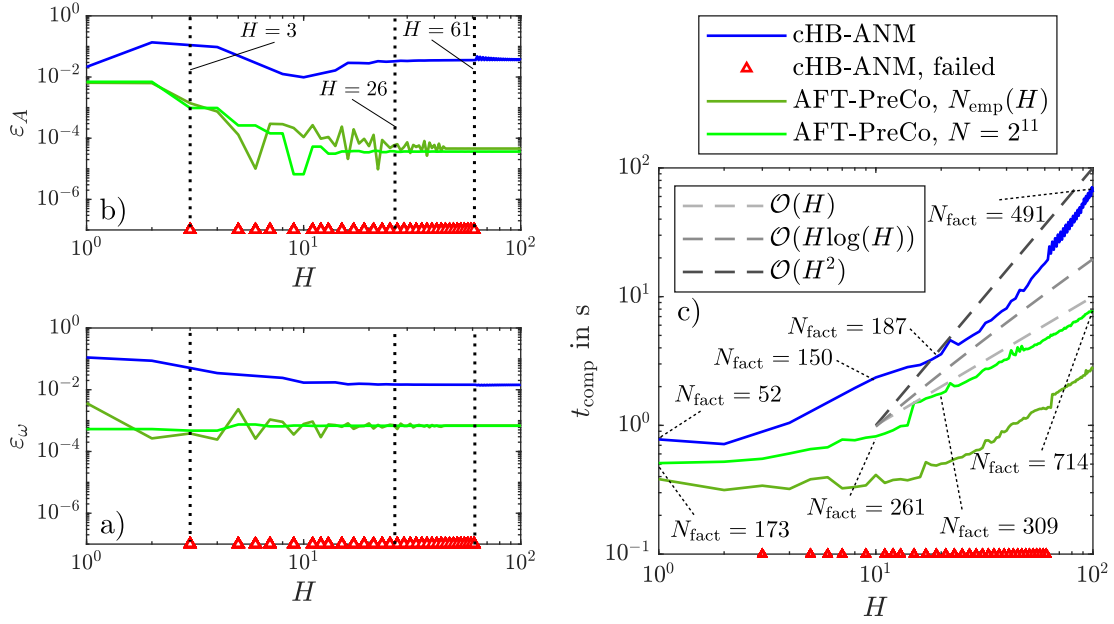 10^0
10^-2
10^-4
10^-6
ε_A
H = 3
H = 61
H = 26
b)
10^0
10^1
10^2
H
10^0
10^-2
10^-4
10^-6
ε_ω
a)
10^0
10^1
10^2
H
cHB-ANM
cHB-ANM, failed
AFT-PreCo, N_emp(H)
AFT-PreCo, N = 2^11
O(H)
O(Hlog(H))
O(H^2)
c)
10^2
10^1
10^0
10^-1
t_comp in s
N_fact = 491
N_fact = 187
N_fact = 150
N_fact = 52
N_fact = 714
N_fact = 261
N_fact = 173
N_fact = 309
10^0
10^1
10^2
H